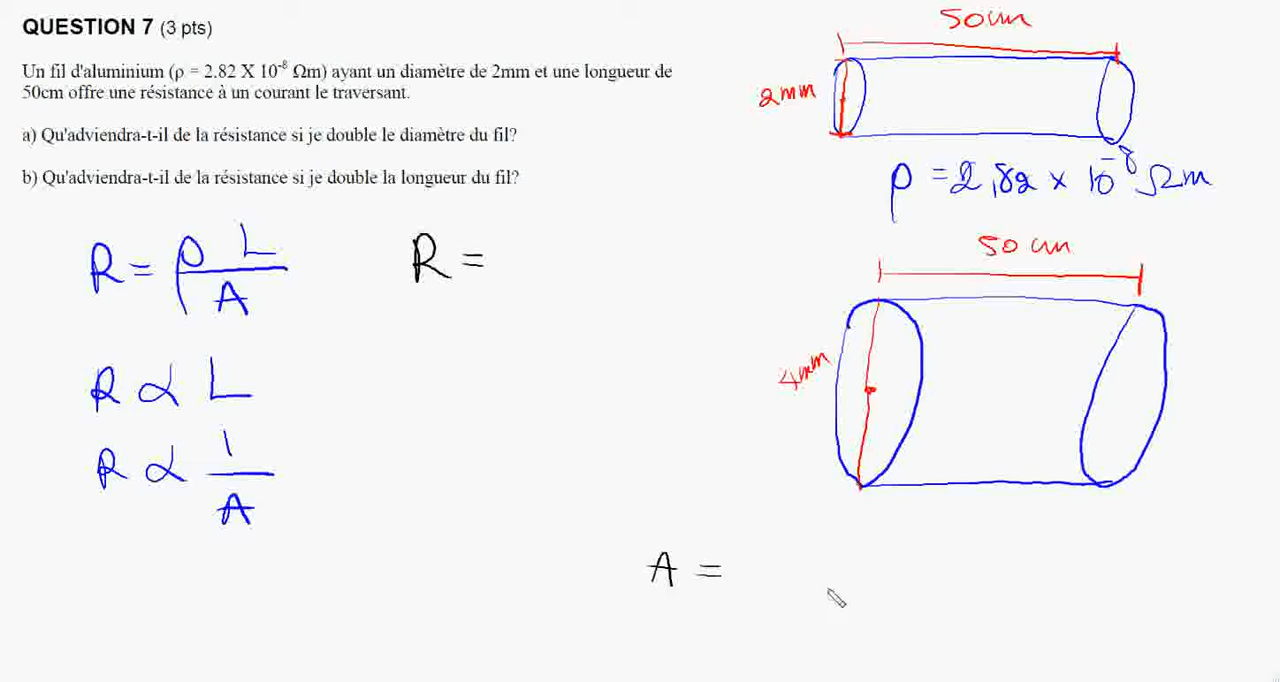 QUESTION 7 (3 pts)
Un fil d'aluminium (ρ = 2.82 X 10⁻⁸ Ωm) ayant un diamètre de 2mm et une longueur de
50cm offre une résistance à un courant le traversant.
a) Qu'adviendra-t-il de la résistance si je double le diamètre du fil?
b) Qu'adviendra-t-il de la résistance si je double la longueur du fil?
50cm
2mm
ρ = 2,82 × 10⁻⁸ Ωm
R = ρ L / A
R =
50 cm
R α L
4mm
R α 1 / A
A =